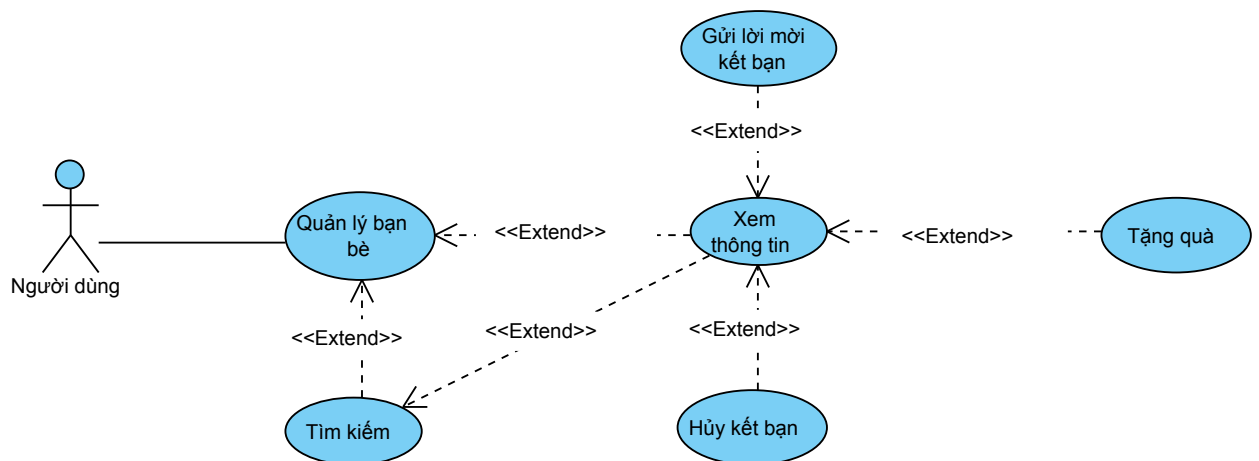 Gửi lời mời
kết bạn
<<Extend>>
Quản lý bạn
bè
<<Extend>>
Xem
thông tin
<<Extend>>
Tặng quà
Người dùng
<<Extend>>
<<Extend>>
<<Extend>>
Tìm kiếm
Hủy kết bạn